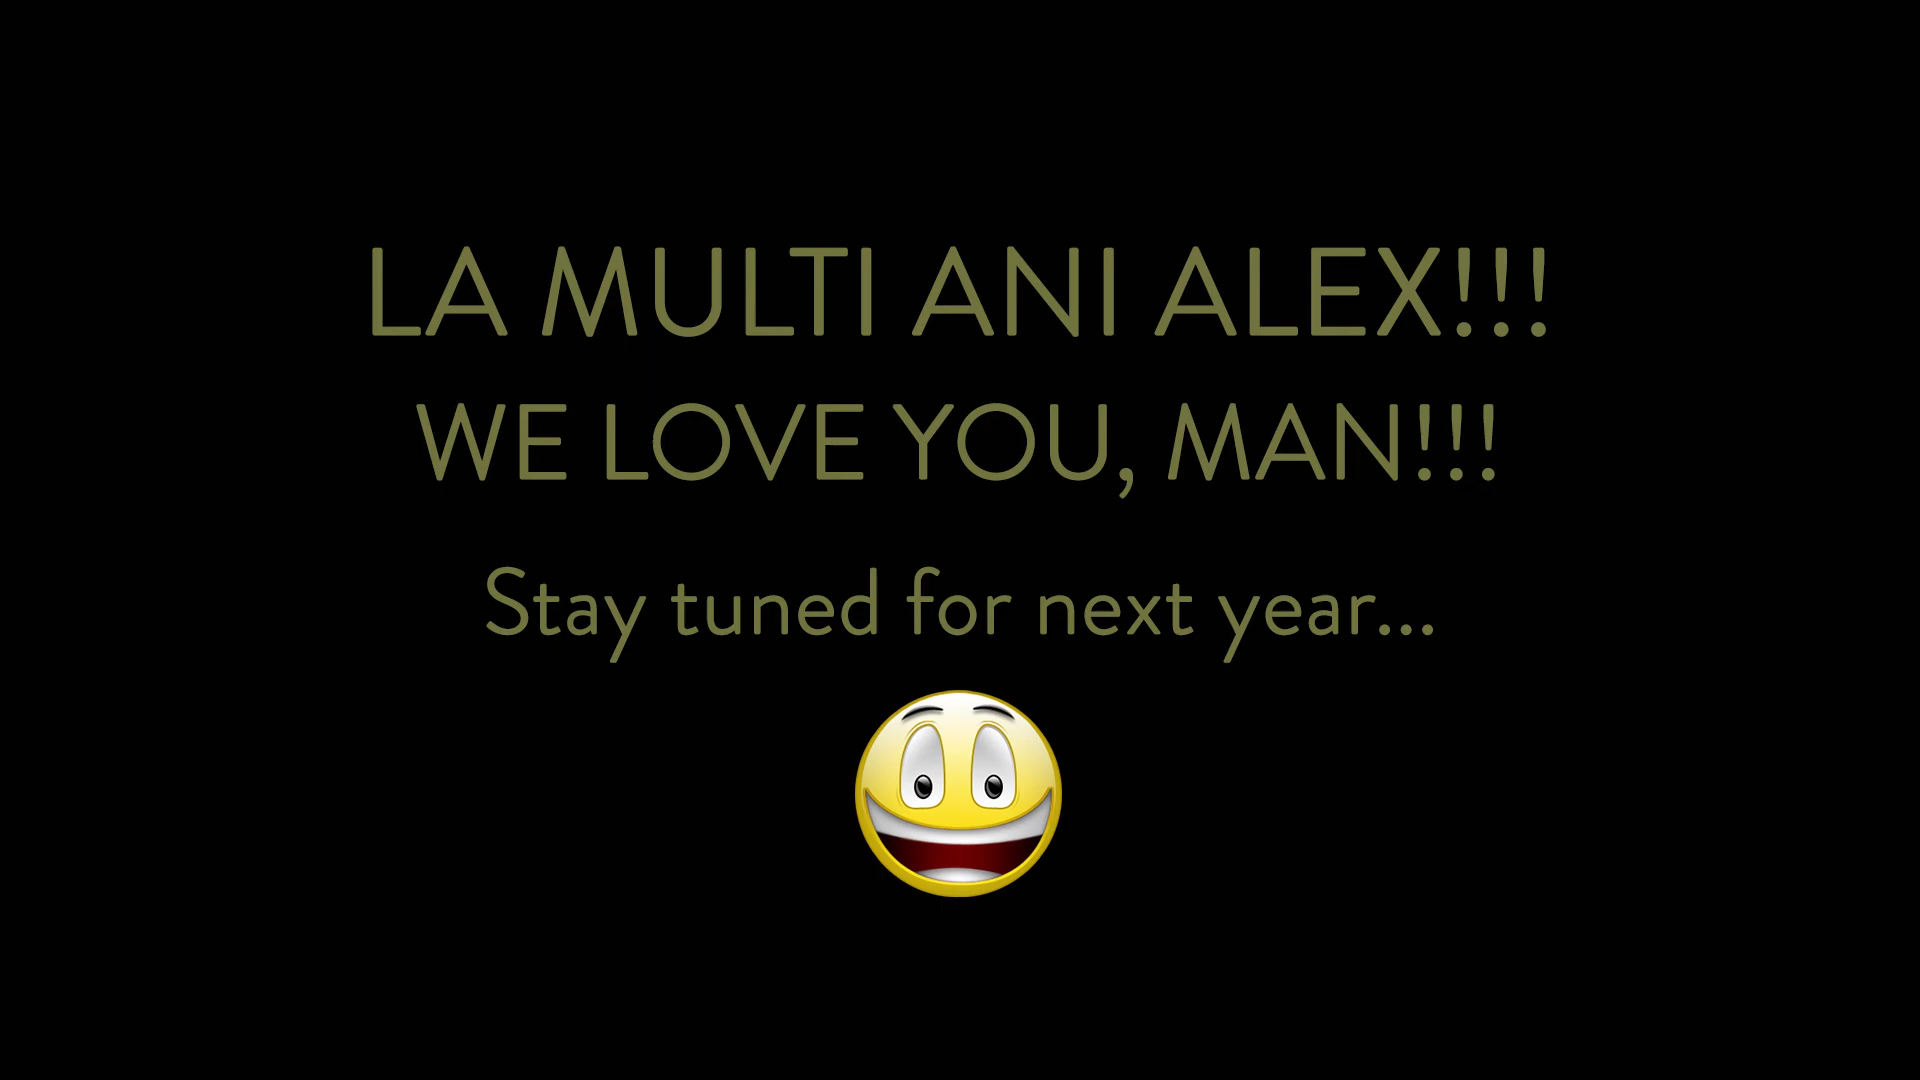 LA MULTI ANI ALEX!!!
WE LOVE YOU, MAN!!!
Stay tuned for next year...